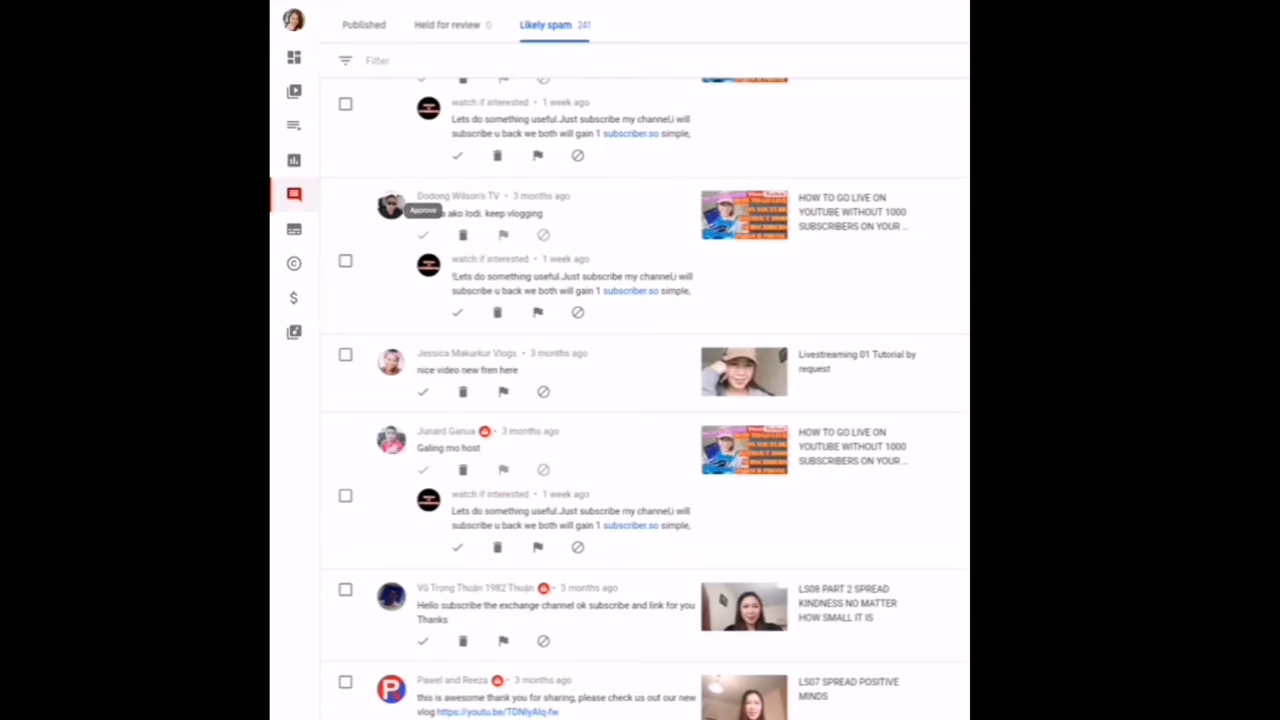 Published
Held for review 0
Likely spam 241
Filter
watch if interested • 1 week ago
Lets do something useful.Just subscribe my channel,i will
subscribe u back we both will gain 1 subscriber.so simple,
Dodong Wilson's TV • 3 months ago
Approve
ako lodi. keep vlogging
HOW TO GO LIVE ON
YOUTUBE WITHOUT 1000
SUBSCRIBERS ON YOUR ...
watch if interested • 1 week ago
!Lets do something useful.Just subscribe my channel,i will
subscribe u back we both will gain 1 subscriber.so simple,
Jessica Makurkur Vlogs • 3 months ago
nice video new fren here
Livestreaming 01 Tutorial by
request
Junard Ganua • 3 months ago
Galing mo host
HOW TO GO LIVE ON
YOUTUBE WITHOUT 1000
SUBSCRIBERS ON YOUR ...
watch if interested • 1 week ago
Lets do something useful.Just subscribe my channel,i will
subscribe u back we both will gain 1 subscriber.so simple,
Vũ Trọng Thuận 1982 Thuận • 3 months ago
Hello subscribe the exchange channel ok subscribe and link for you
Thanks
LS08 PART 2 SPREAD
KINDNESS NO MATTER
HOW SMALL IT IS
P
Pawel and Reeza • 3 months ago
this is awesome thank you for sharing, please check us out our new
vlog https://youtu.be/TDNlyAlq-fw
LS07 SPREAD POSITIVE
MINDS